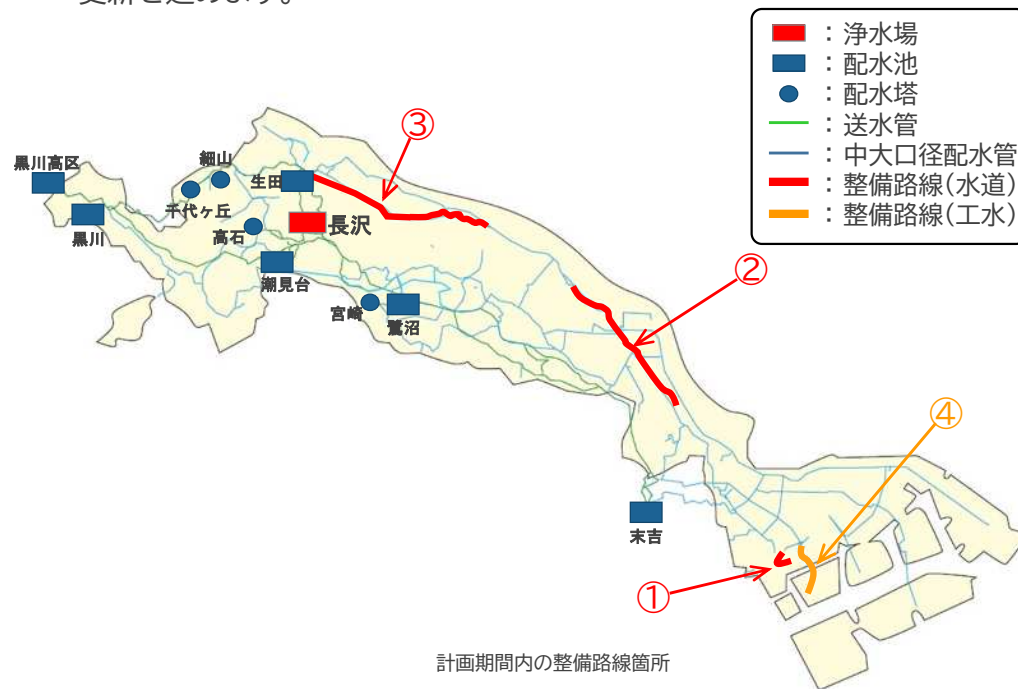 更新を進めます。
：浄水場
：配水池
：配水塔
：送水管
：中大口径配水管
：整備路線(水道)
：整備路線(工水)
③
黒川高区
細山
生田
千代ヶ丘
黒川
高石
長沢
潮見台
宮崎
鷺沼
②
④
末吉
①
計画期間内の整備路線箇所